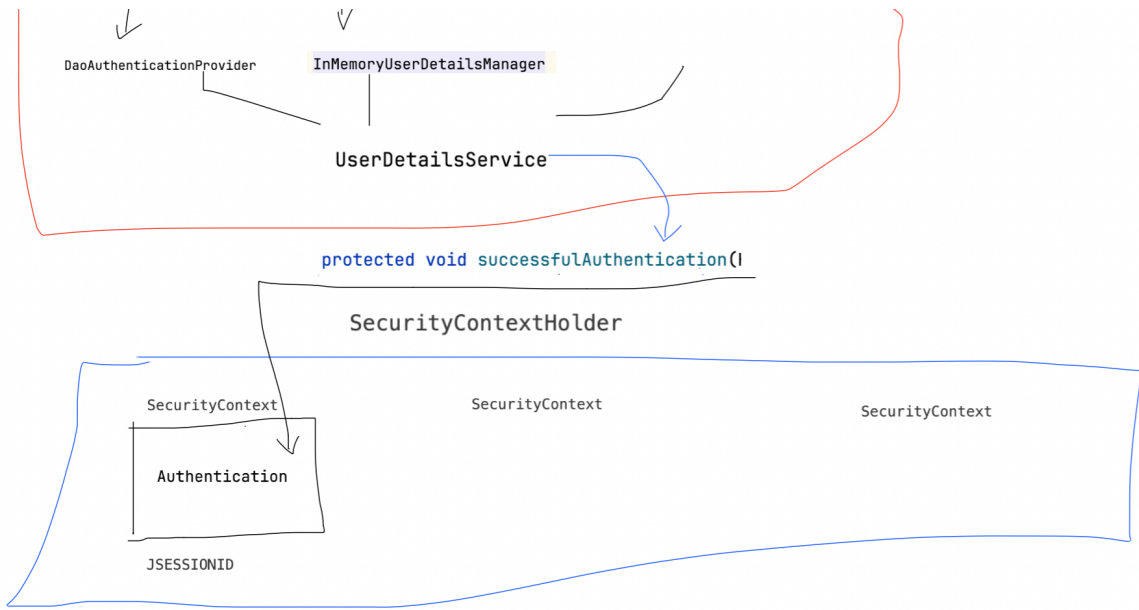 DaoAuthenticationProvider
InMemoryUserDetailsManager
UserDetailsService
protected void successfulAuthentication(
SecurityContextHolder
SecurityContext
SecurityContext
SecurityContext
Authentication
JSESSIONID